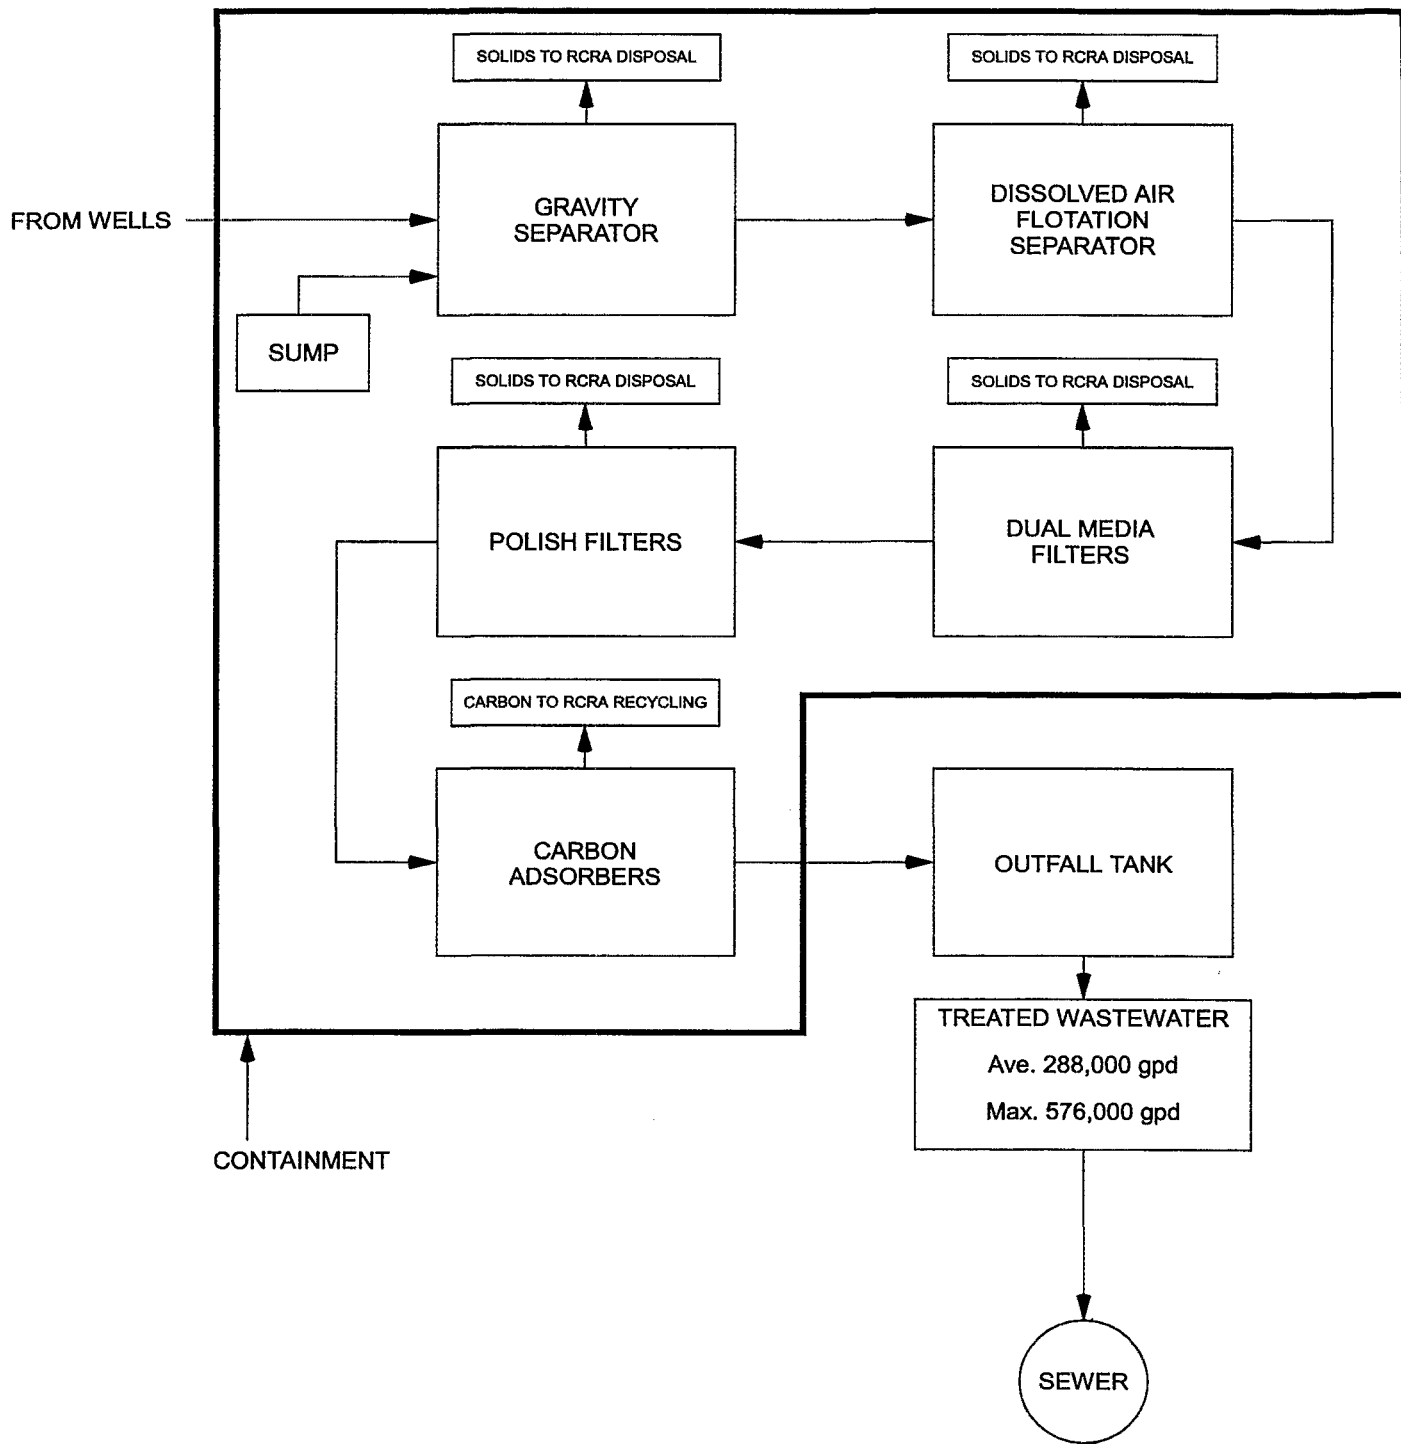 SOLIDS TO RCRA DISPOSAL
SOLIDS TO RCRA DISPOSAL
FROM WELLS
GRAVITY
SEPARATOR
DISSOLVED AIR
FLOTATION
SEPARATOR
SUMP
SOLIDS TO RCRA DISPOSAL
SOLIDS TO RCRA DISPOSAL
POLISH FILTERS
DUAL MEDIA
FILTERS
CARBON TO RCRA RECYCLING
CARBON
ADSORBERS
OUTFALL TANK
TREATED WASTEWATER
Ave. 288,000 gpd
Max. 576,000 gpd
CONTAINMENT
SEWER